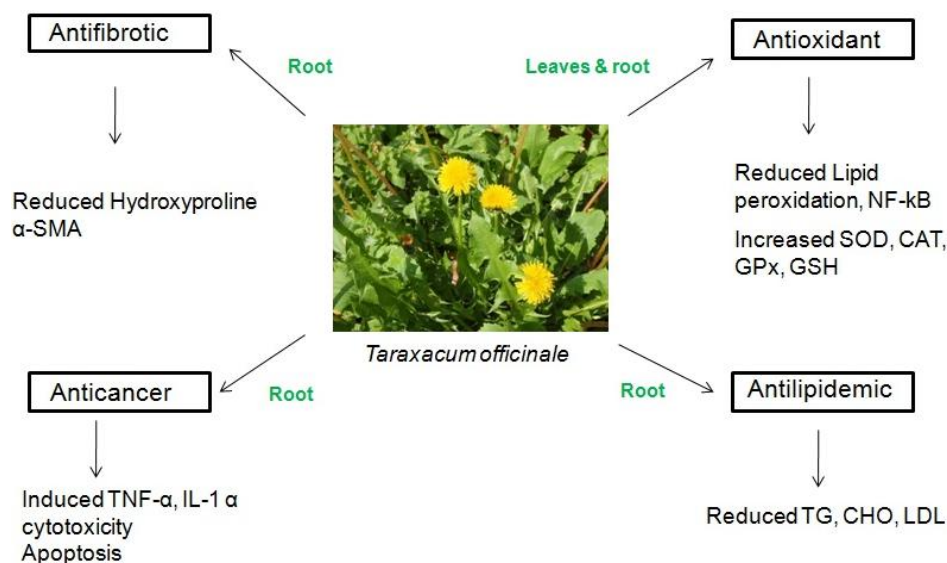 Antifibrotic
Root
Leaves & root
Antioxidant
Reduced Hydroxyproline
α-SMA
Reduced Lipid
peroxidation, NF-kB
Increased SOD, CAT,
GPx, GSH
Taraxacum officinale
Anticancer
Root
Root
Antilipidemic
Induced TNF-α, IL-1 α
cytotoxicity
Apoptosis
Reduced TG, CHO, LDL